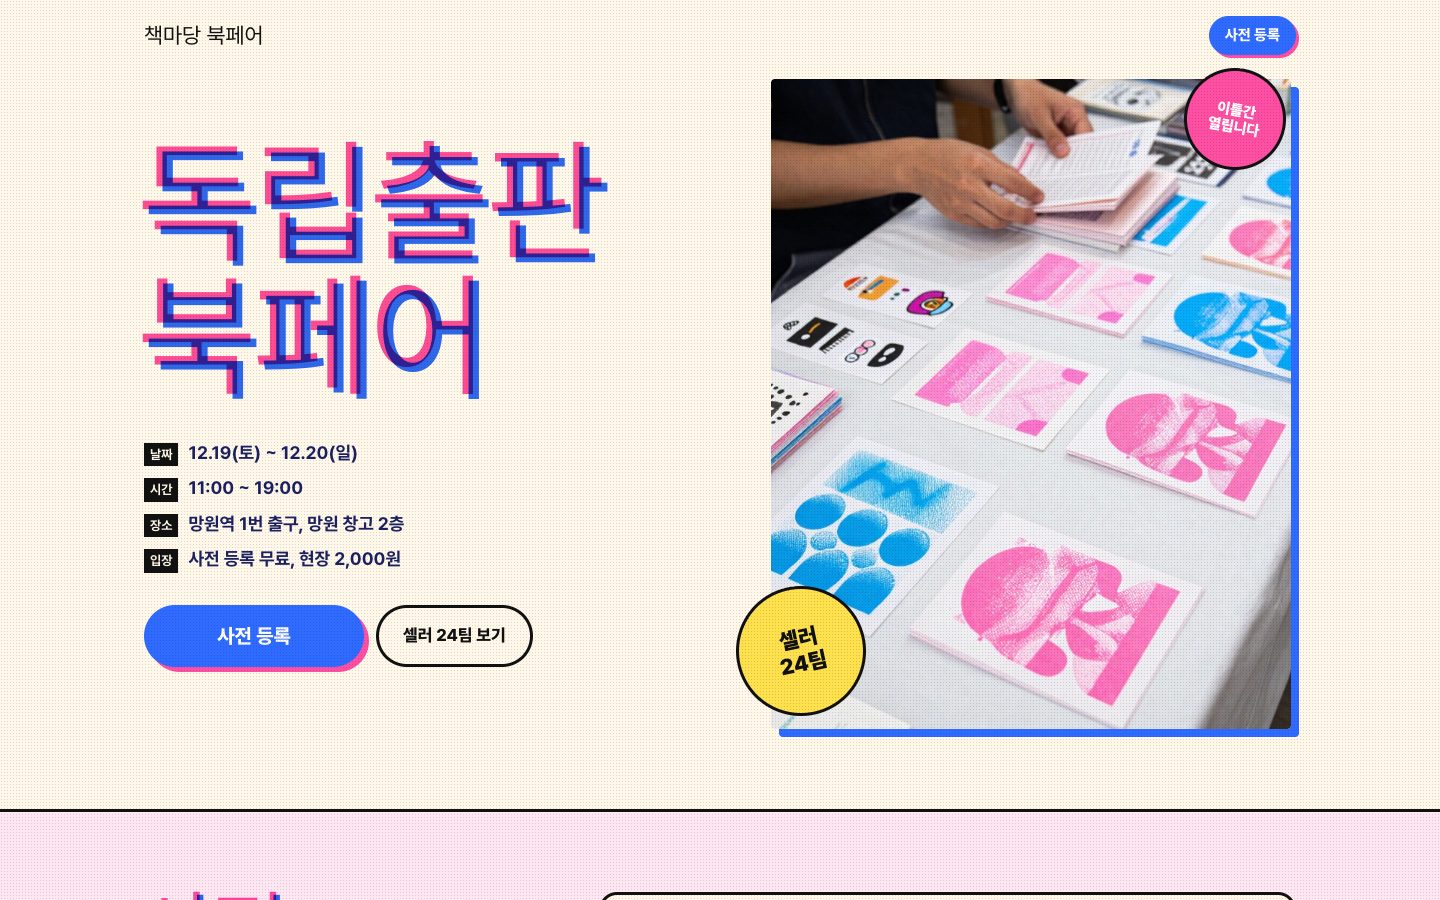 책마당 북페어
사전 등록
이틀간
열립니다
독립출판
북페어
날짜 12.19(토) ~ 12.20(일)
시간 11:00 ~ 19:00
장소 망원역 1번 출구, 망원 창고 2층
입장 사전 등록 무료, 현장 2,000원
사전 등록
셀러 24팀 보기
셀러
24팀